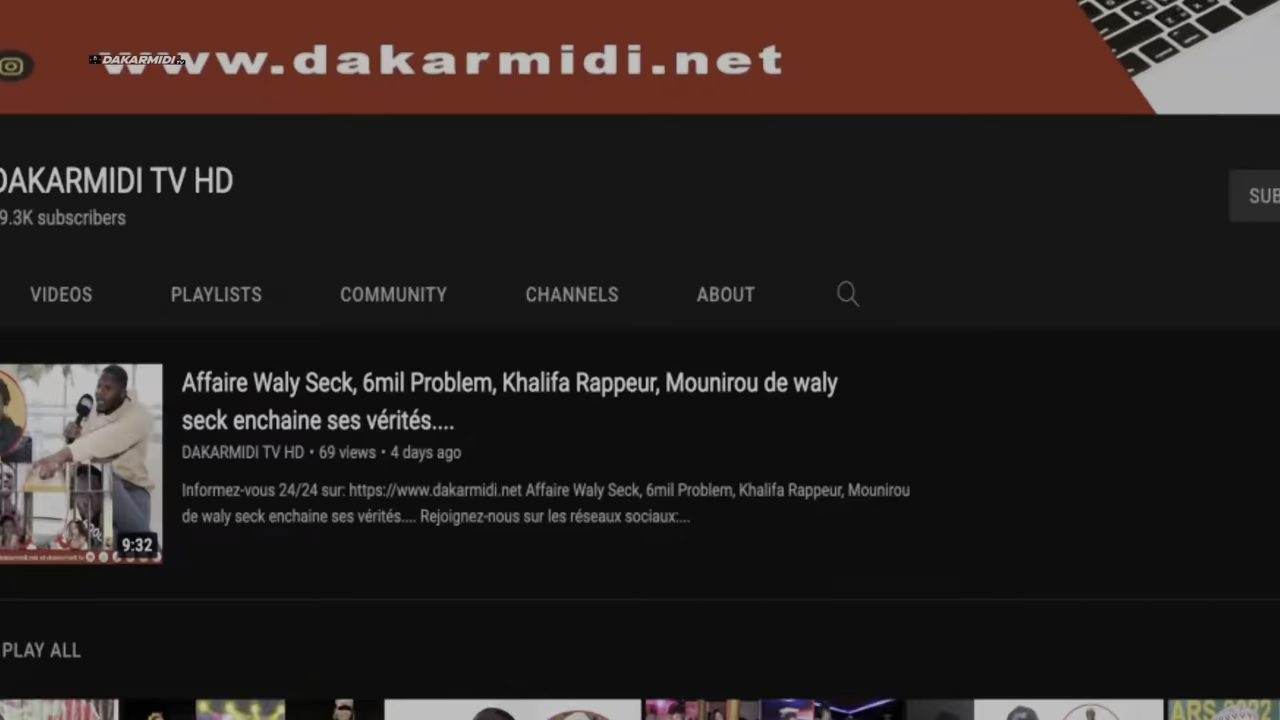 www.dakarmidi.net
DAKARMIDI TV
DAKARMIDI TV HD
9.3K subscribers
SUB
VIDEOS PLAYLISTS COMMUNITY CHANNELS ABOUT
Affaire Waly Seck, 6mil Problem, Khalifa Rappeur, Mounirou de waly
seck enchaine ses vérités....
DAKARMIDI TV HD • 69 views • 4 days ago
Informez-vous 24/24 sur: https://www.dakarmidi.net Affaire Waly Seck, 6mil Problem, Khalifa Rappeur, Mounirou
de waly seck enchaine ses vérités.... Rejoignez-nous sur les réseaux sociaux:...
9:32
PLAY ALL
ARS 2022